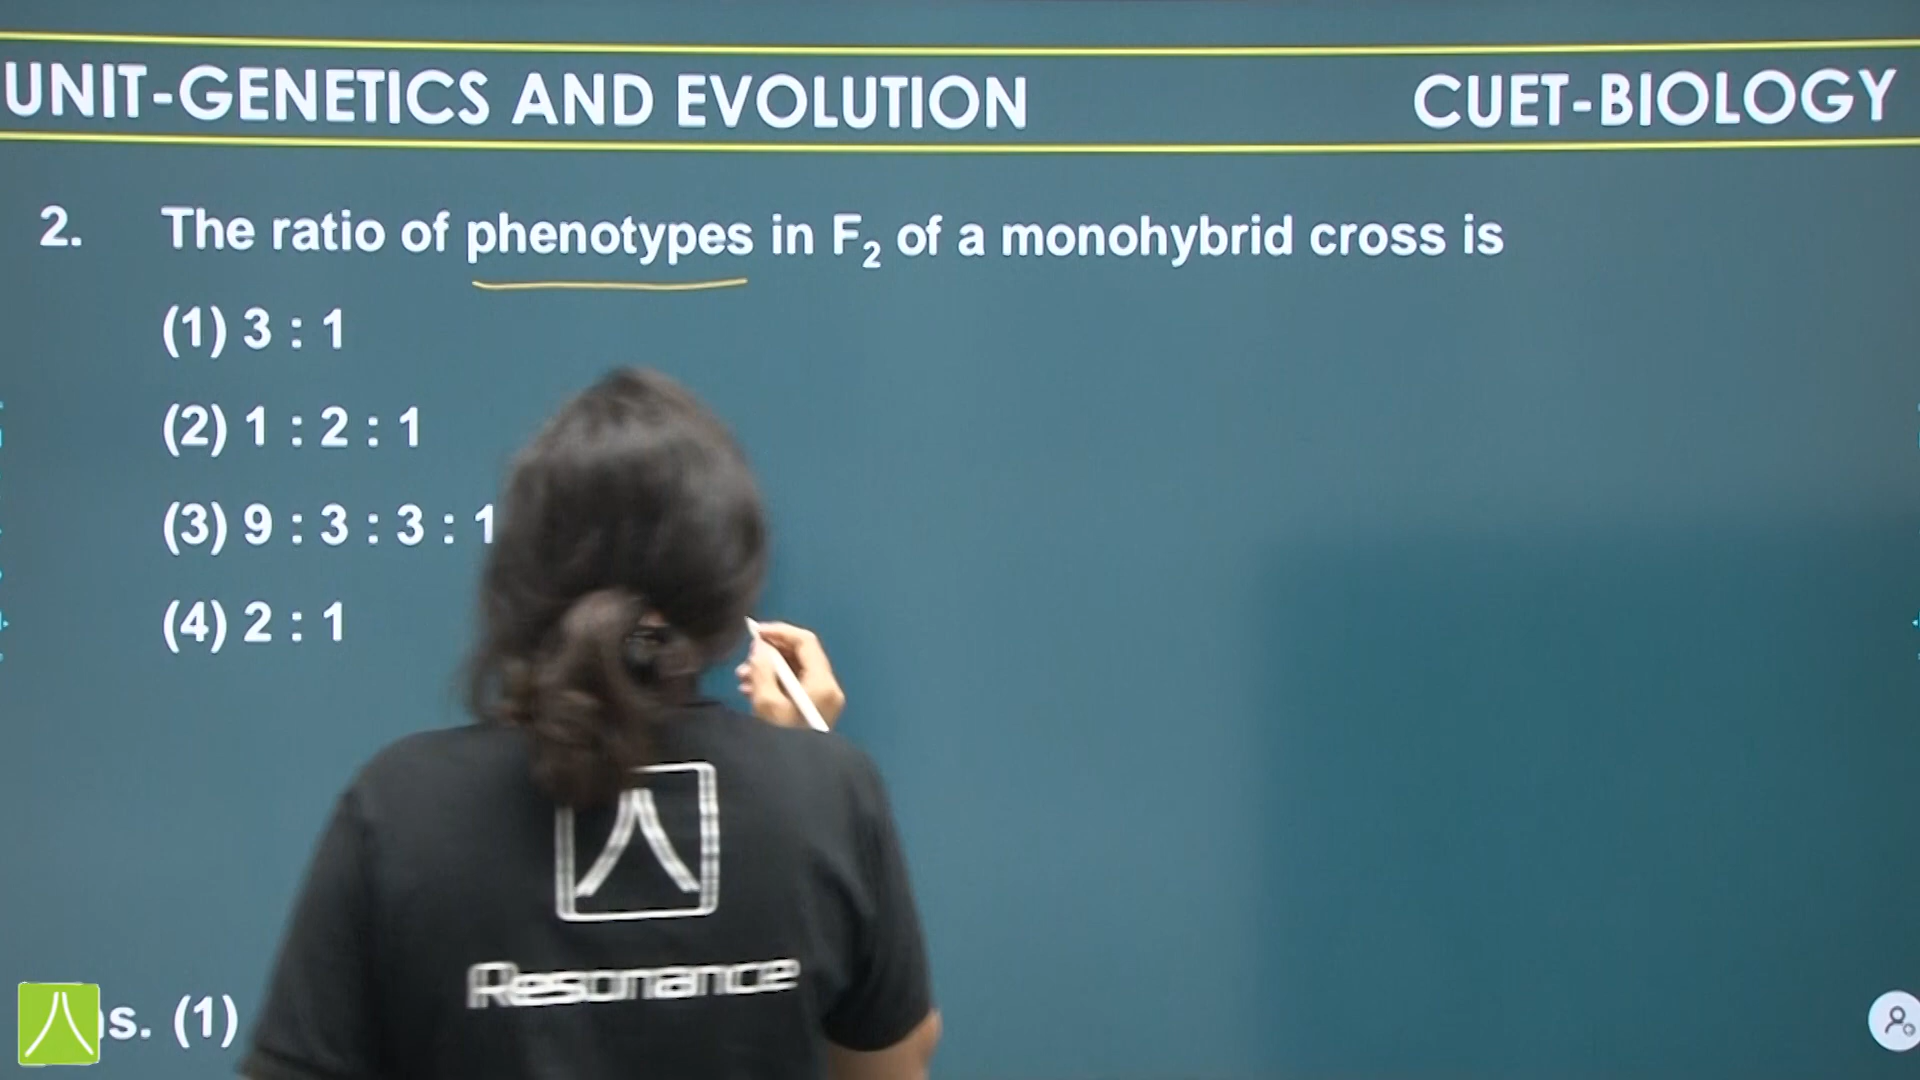 UNIT-GENETICS AND EVOLUTION CUET-BIOLOGY
2. The ratio of phenotypes in F₂ of a monohybrid cross is
(1) 3 : 1
(2) 1 : 2 : 1
(3) 9 : 3 : 3 : 1
(4) 2 : 1
Resonance
s. (1)